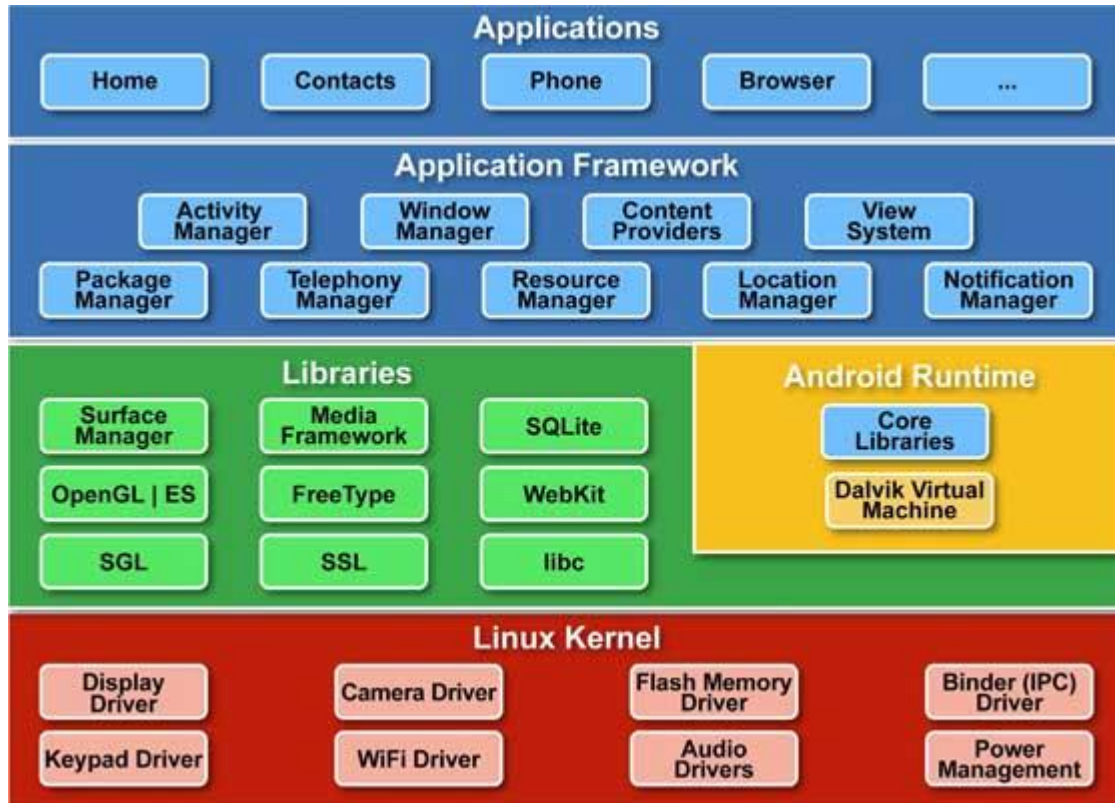 Applications
Home
Contacts
Phone
Browser
...
Application Framework
Activity
Manager
Window
Manager
Content
Providers
View
System
Package
Manager
Telephony
Manager
Resource
Manager
Location
Manager
Notification
Manager
Libraries
Surface
Manager
Media
Framework
SQLite
OpenGL | ES
FreeType
WebKit
SGL
SSL
libc
Android Runtime
Core
Libraries
Dalvik Virtual
Machine
Linux Kernel
Display
Driver
Camera Driver
Flash Memory
Driver
Binder (IPC)
Driver
Keypad Driver
WiFi Driver
Audio
Drivers
Power
Management